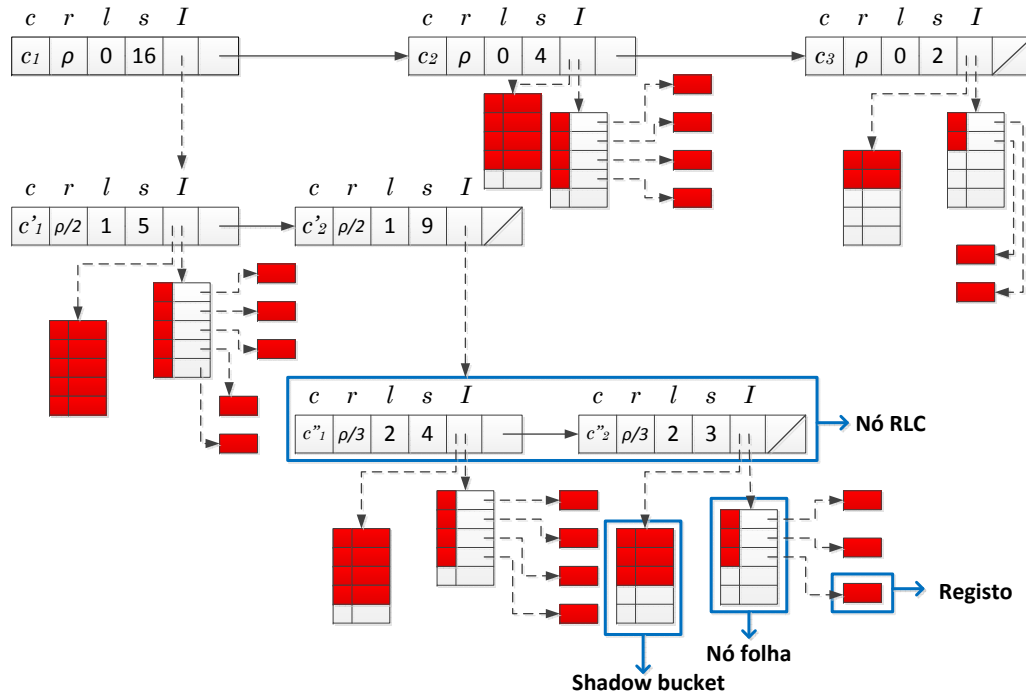 c r l s I
c r l s I
c r l s I
c1 ρ 0 16
c2 ρ 0 4
c3 ρ 0 2
c r l s I
c r l s I
c'1 ρ/2 1 5
c'2 ρ/2 1 9
c r l s I
c r l s I
c"1 ρ/3 2 4
c"2 ρ/3 2 3
Nó RLC
Registo
Nó folha
Shadow bucket